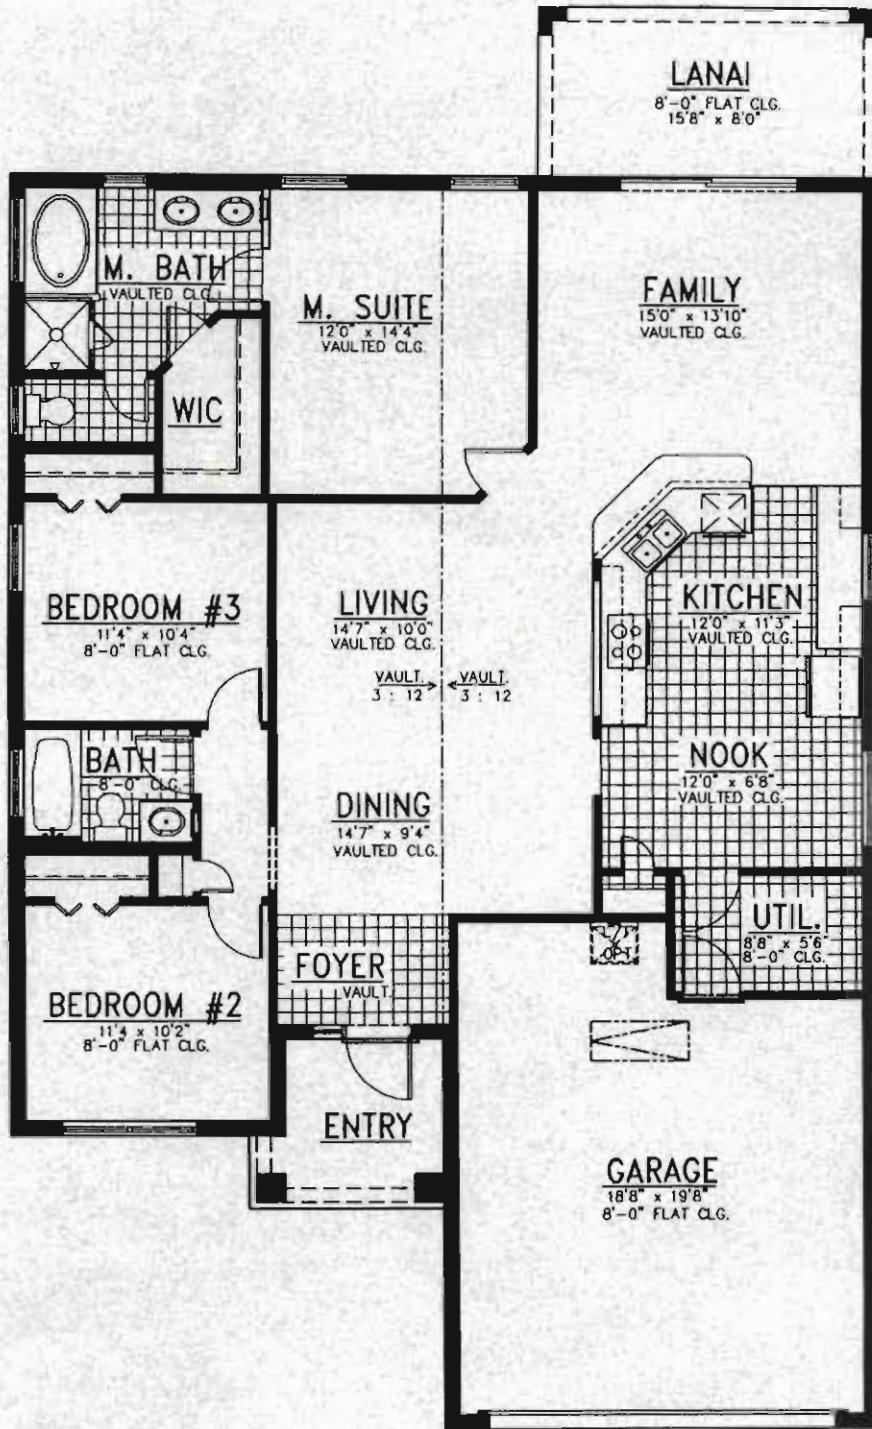 LANAI
8'-0" FLAT CLG.
15'8" x 8'0"
M. BATH
VAULTED CLG.
M. SUITE
12'0" x 14'4"
VAULTED CLG.
FAMILY
15'0" x 13'10"
VAULTED CLG.
WIC
BEDROOM #3
11'4" x 10'4"
8'-0" FLAT CLG.
LIVING
14'7" x 10'0"
VAULTED CLG.
KITCHEN
12'0" x 11'3"
VAULTED CLG.
VAULT. VAULT.
3 : 12 3 : 12
BATH
8'-0" CLG.
NOOK
12'0" x 6'8"
VAULTED CLG.
DINING
14'7" x 9'4"
VAULTED CLG.
UTIL.
8'8" x 5'6"
8'-0" CLG.
OPT.
FOYER
VAULT.
BEDROOM #2
11'4 x 10'2"
8'-0" FLAT CLG.
ENTRY
GARAGE
18'8" x 19'8"
8'-0" FLAT CLG.